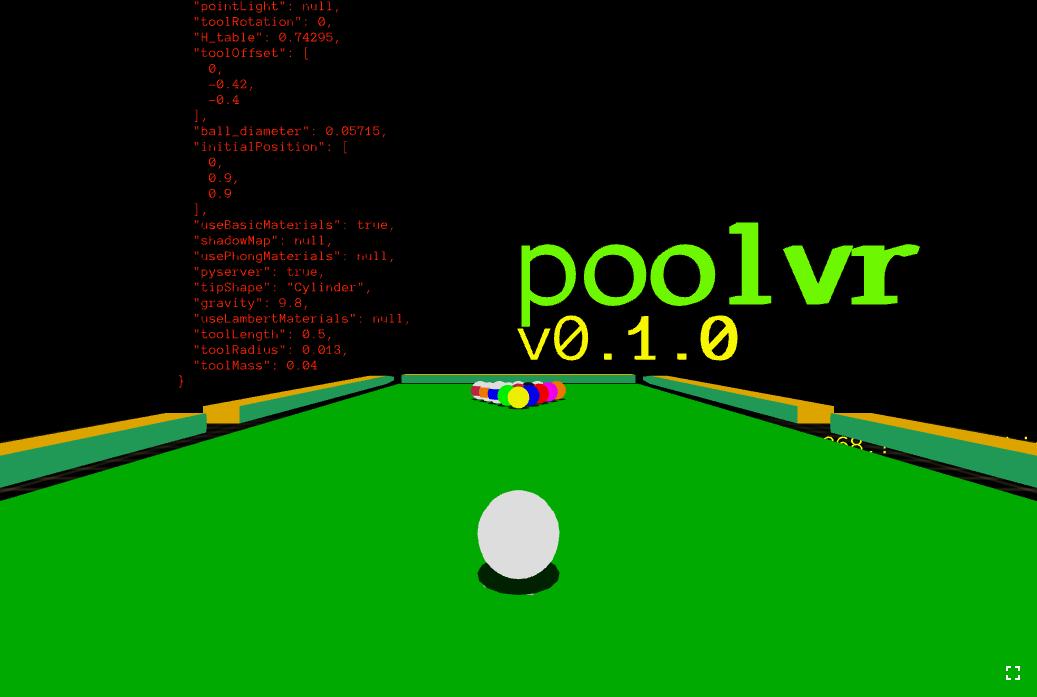 "pointLight": null,
"toolRotation": 0,
"H_table": 0.74295,
"toolOffset": [
0,
-0.42,
-0.4
],
"ball_diameter": 0.05715,
"initialPosition": [
0,
0.9,
0.9
],
"useBasicMaterials": true,
"shadowMap": null,
"usePhongMaterials": null,
"pyserver": true,
"tipShape": "Cylinder",
"gravity": 9.8,
"useLambertMaterials": null,
"toolLength": 0.5,
"toolRadius": 0.013,
"toolMass": 0.04
}
poolvr
v0.1.0